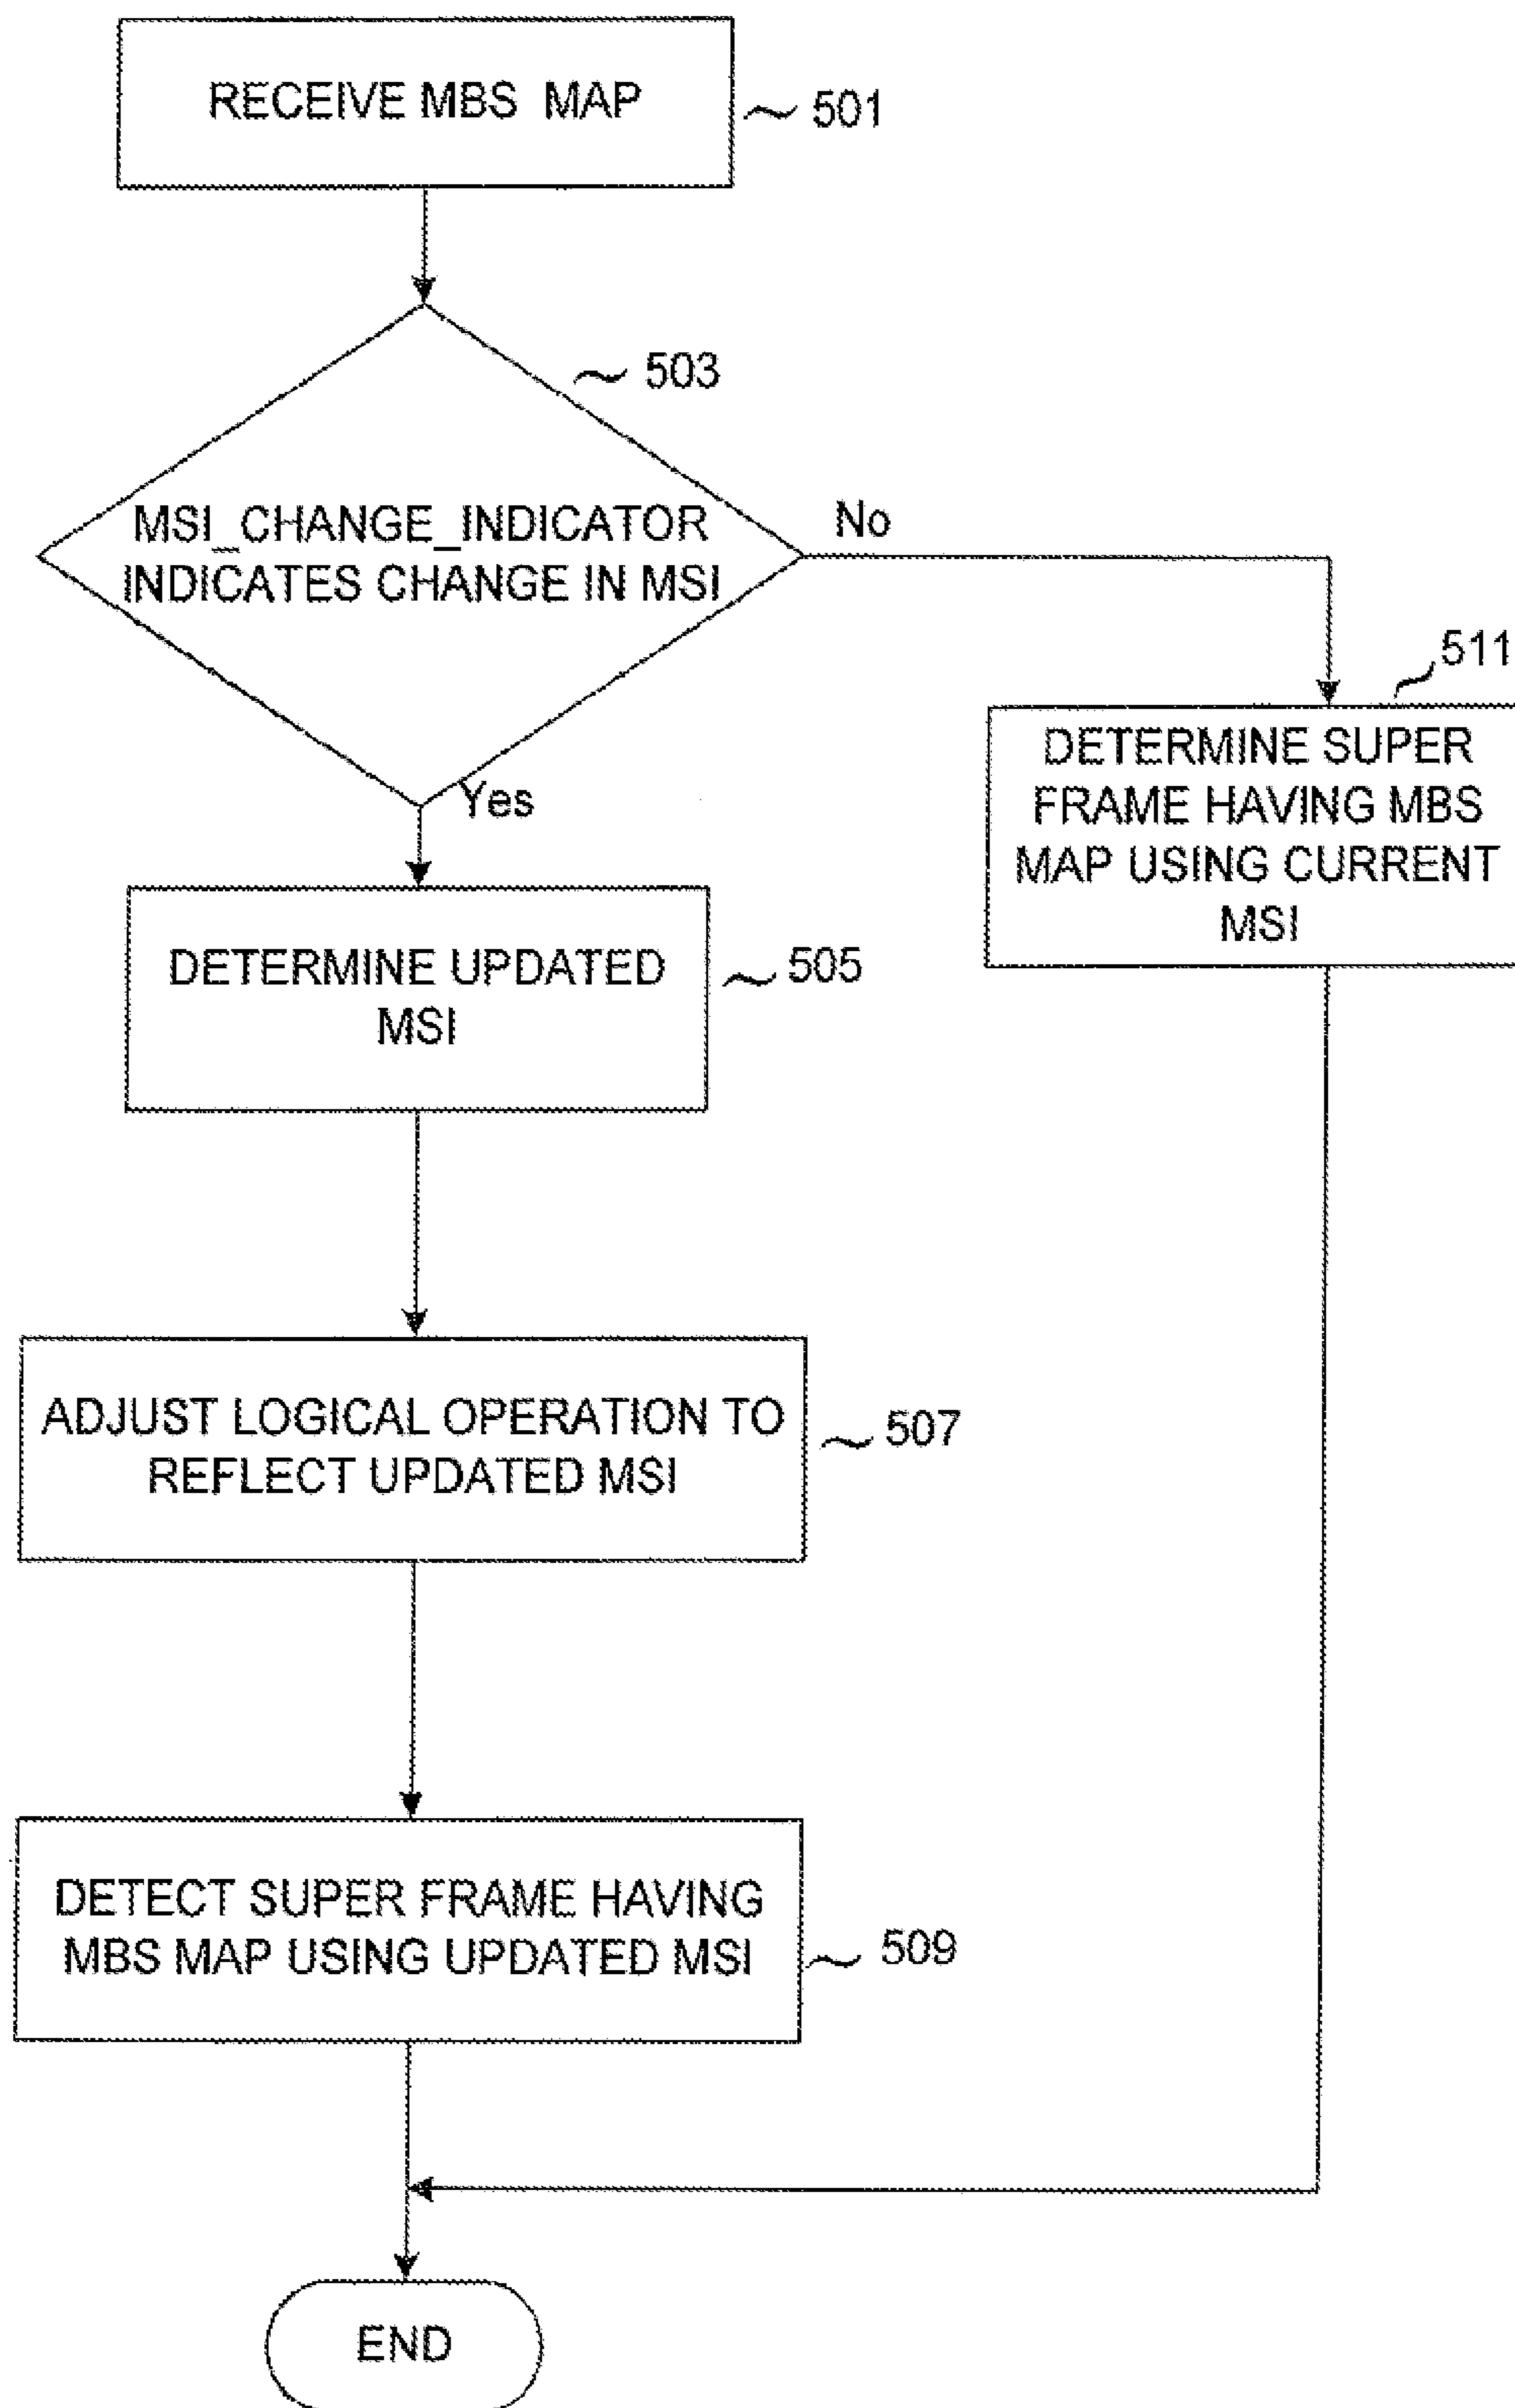 RECEIVE MBS MAP
501
503
MSI_CHANGE_INDICATOR
INDICATES CHANGE IN MSI
No
Yes
511
DETERMINE SUPER
FRAME HAVING MBS
MAP USING CURRENT
MSI
DETERMINE UPDATED
MSI
505
ADJUST LOGICAL OPERATION TO
REFLECT UPDATED MSI
507
DETECT SUPER FRAME HAVING
MBS MAP USING UPDATED MSI
509
END